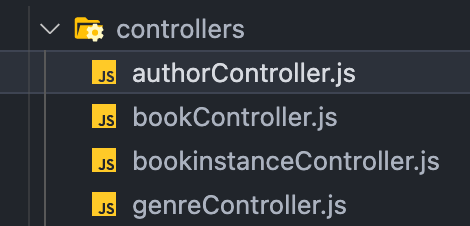 controllers
JS authorController.js
JS bookController.js
JS bookinstanceController.js
JS genreController.js